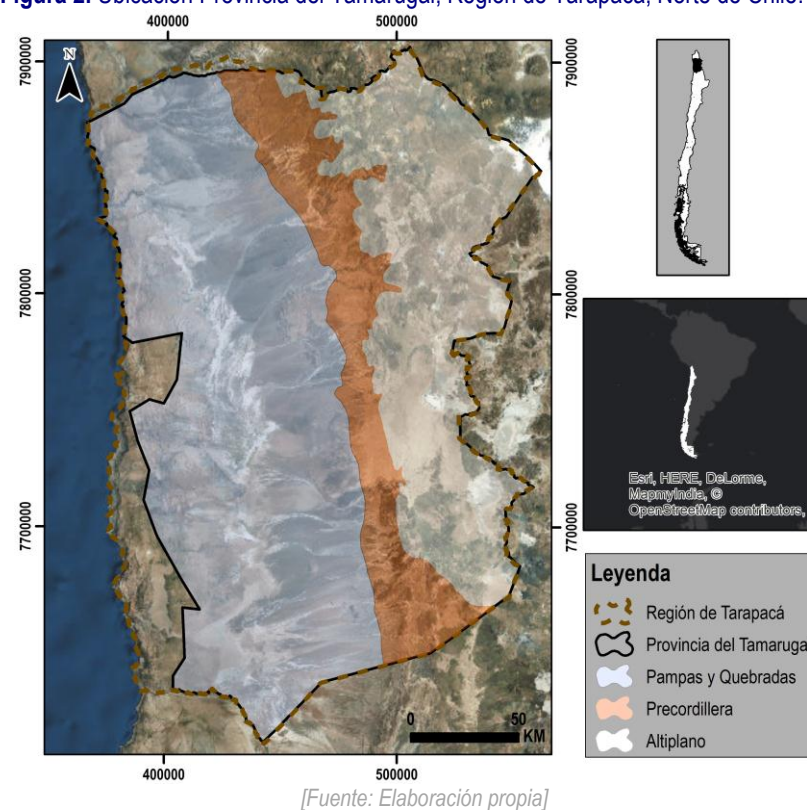 Figura 2. Ubicación Provincia del Tamarugal, Región de Tarapacá, Norte de Chile.
400000 500000
7900000 7900000
N
7800000 7800000
7700000 7700000
0 50
KM
400000 500000
Esri, HERE, DeLorme,
MapmyIndia, ©
OpenStreetMap contributors,
Leyenda
Región de Tarapacá
Provincia del Tamaruga
Pampas y Quebradas
Precordillera
Altiplano
[Fuente: Elaboración propia]